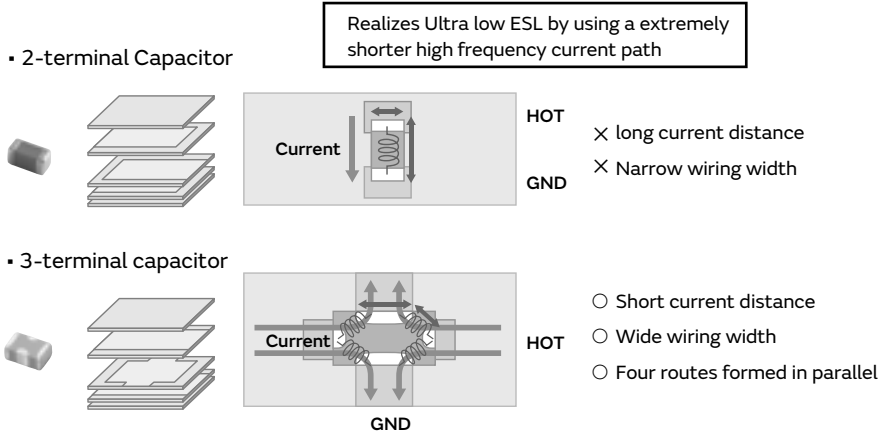 Realizes Ultra low ESL by using a extremely
shorter high frequency current path
▪ 2-terminal Capacitor
HOT
Current
GND
× long current distance
× Narrow wiring width
▪ 3-terminal capacitor
Current
HOT
GND
○ Short current distance
○ Wide wiring width
○ Four routes formed in parallel